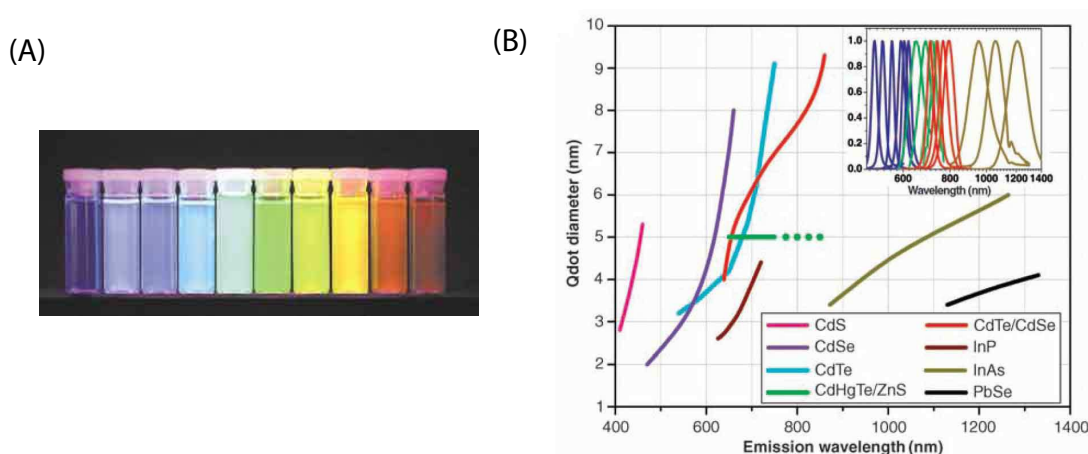 (A)
(B)
10
9
8
7
6
5
4
3
2
1
Qdot diameter (nm)
400
600
800
1000
1200
1400
Emission wavelength (nm)
1.0
0.8
0.6
0.4
0.2
0.0
600
800
1000
1200
1400
Wavelength (nm)
CdS
CdSe
CdTe
CdHgTe/ZnS
CdTe/CdSe
InP
InAs
PbSe